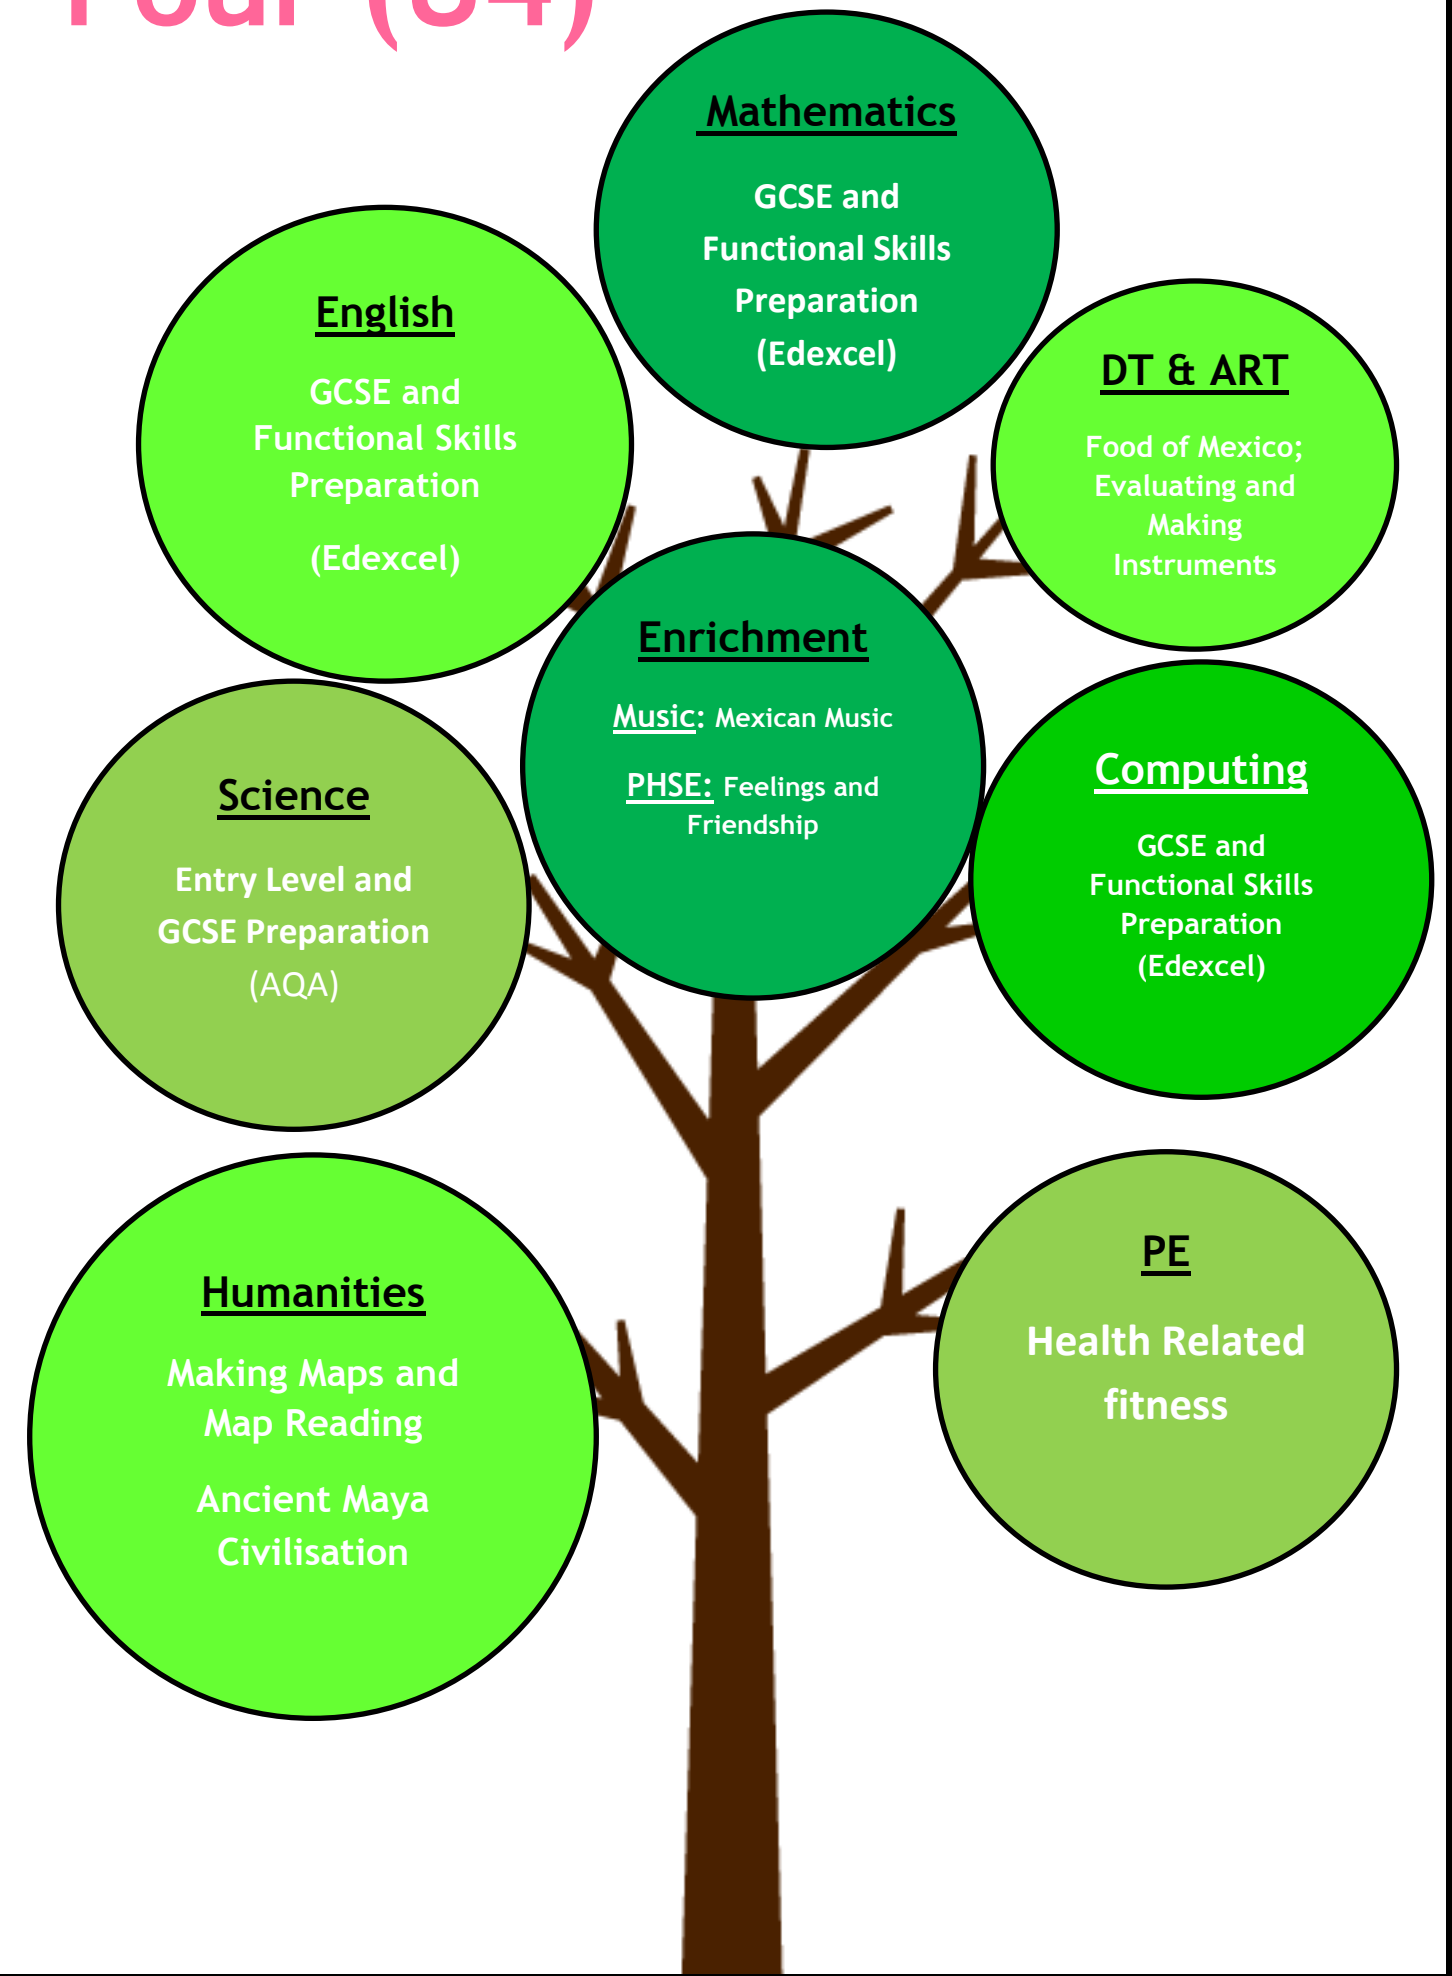 Four (U4)
Mathematics
GCSE and
Functional Skills
Preparation
(Edexcel)
English
GCSE and
Functional Skills
Preparation
(Edexcel)
DT & ART
Food of Mexico;
Evaluating and
Making
Instruments
Enrichment
Music: Mexican Music
PHSE: Feelings and
Friendship
Computing
GCSE and
Functional Skills
Preparation
(Edexcel)
Science
Entry Level and
GCSE Preparation
(AQA)
Humanities
Making Maps and
Map Reading
Ancient Maya
Civilisation
PE
Health Related
fitness